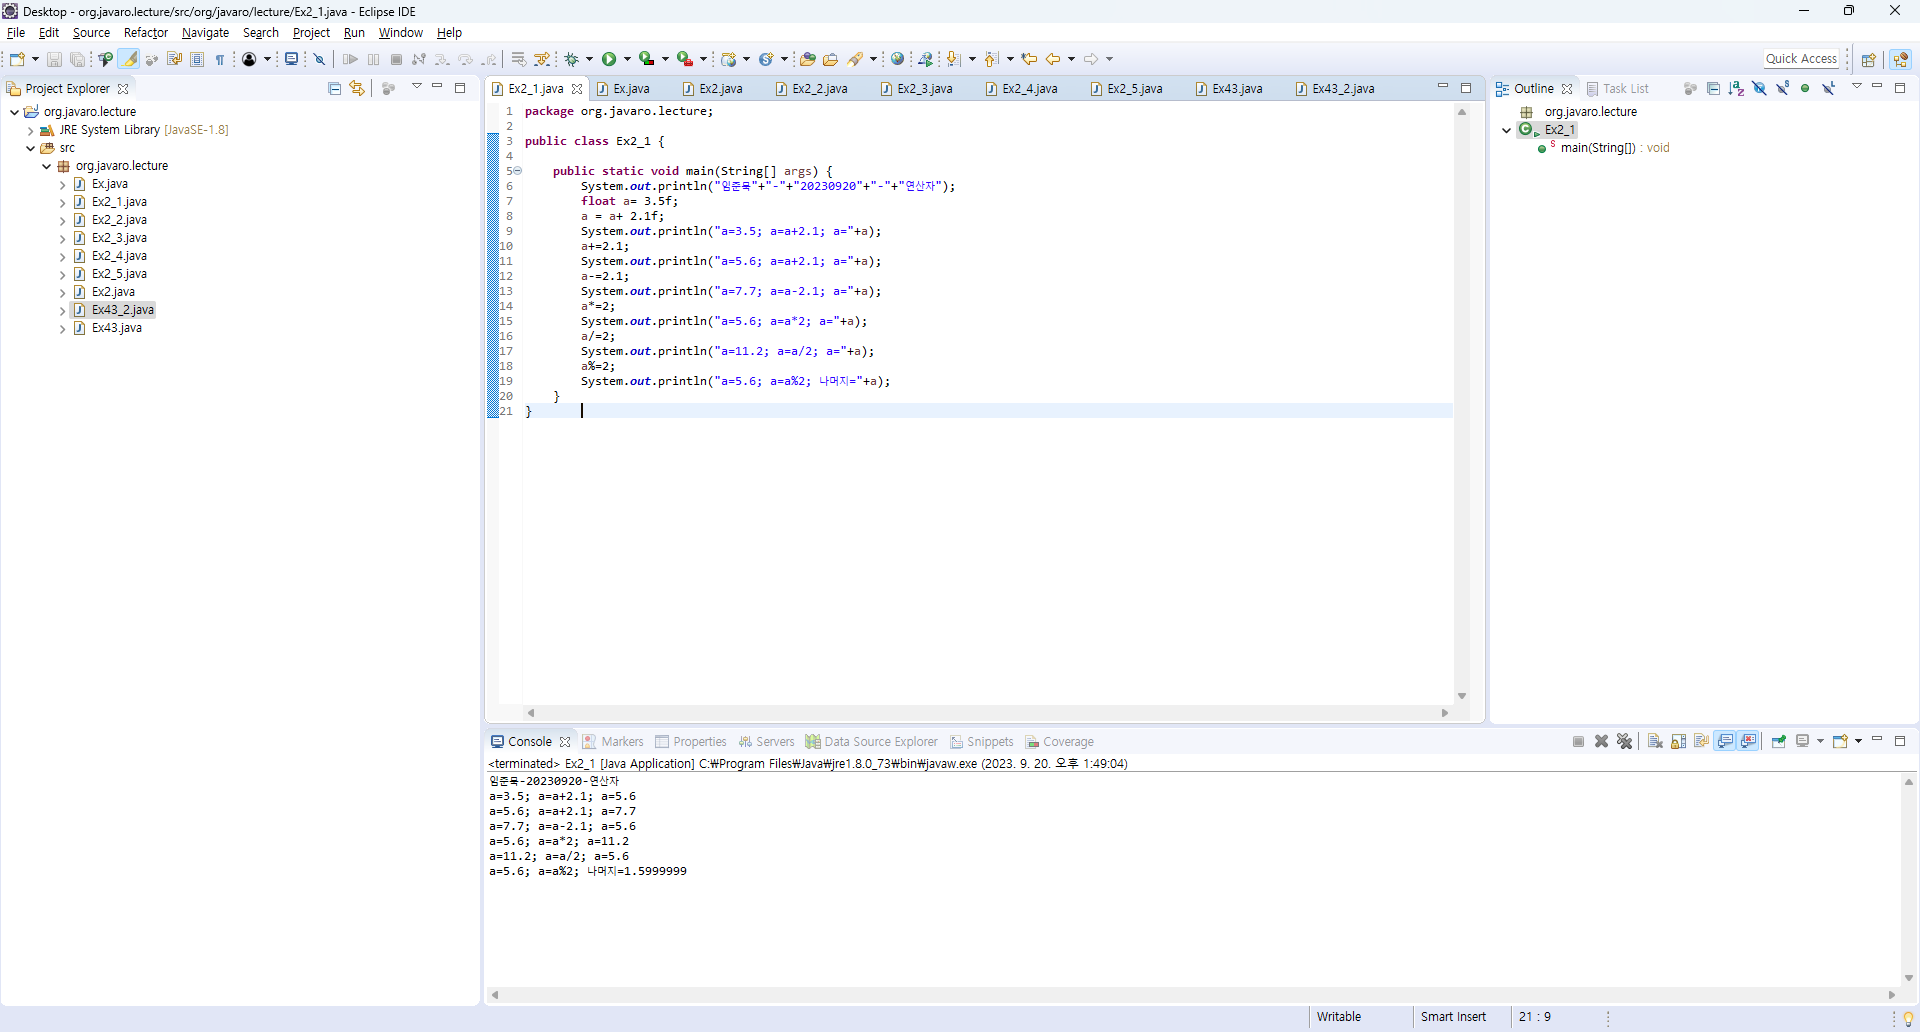 Desktop - org.javaro.lecture/src/org/javaro/lecture/Ex2_1.java - Eclipse IDE
File Edit Source Refactor Navigate Search Project Run Window Help
Quick Access
Project Explorer
org.javaro.lecture
JRE System Library [JavaSE-1.8]
src
org.javaro.lecture
Ex.java
Ex2_1.java
Ex2_2.java
Ex2_3.java
Ex2_4.java
Ex2_5.java
Ex2.java
Ex43_2.java
Ex43.java
Ex2_1.java Ex.java Ex2.java Ex2_2.java Ex2_3.java Ex2_4.java Ex2_5.java Ex43.java Ex43_2.java
1 package org.javaro.lecture;
2
3 public class Ex2_1 {
4
5 public static void main(String[] args) {
6 System.out.println("임준묵"+"-"+"20230920"+"-"+"연산자");
7 float a= 3.5f;
8 a = a+ 2.1f;
9 System.out.println("a=3.5; a=a+2.1; a="+a);
10 a+=2.1;
11 System.out.println("a=5.6; a=a+2.1; a="+a);
12 a-=2.1;
13 System.out.println("a=7.7; a=a-2.1; a="+a);
14 a*=2;
15 System.out.println("a=5.6; a=a*2; a="+a);
16 a/=2;
17 System.out.println("a=11.2; a=a/2; a="+a);
18 a%=2;
19 System.out.println("a=5.6; a=a%2; 나머지="+a);
20 }
21 }
Outline Task List
org.javaro.lecture
Ex2_1
main(String[]) : void
Console Markers Properties Servers Data Source Explorer Snippets Coverage
<terminated> Ex2_1 [Java Application] C:₩Program Files₩Java₩jre1.8.0_73₩bin₩javaw.exe (2023. 9. 20. 오후 1:49:04)
임준묵-20230920-연산자
a=3.5; a=a+2.1; a=5.6
a=5.6; a=a+2.1; a=7.7
a=7.7; a=a-2.1; a=5.6
a=5.6; a=a*2; a=11.2
a=11.2; a=a/2; a=5.6
a=5.6; a=a%2; 나머지=1.5999999
Writable Smart Insert 21 : 9